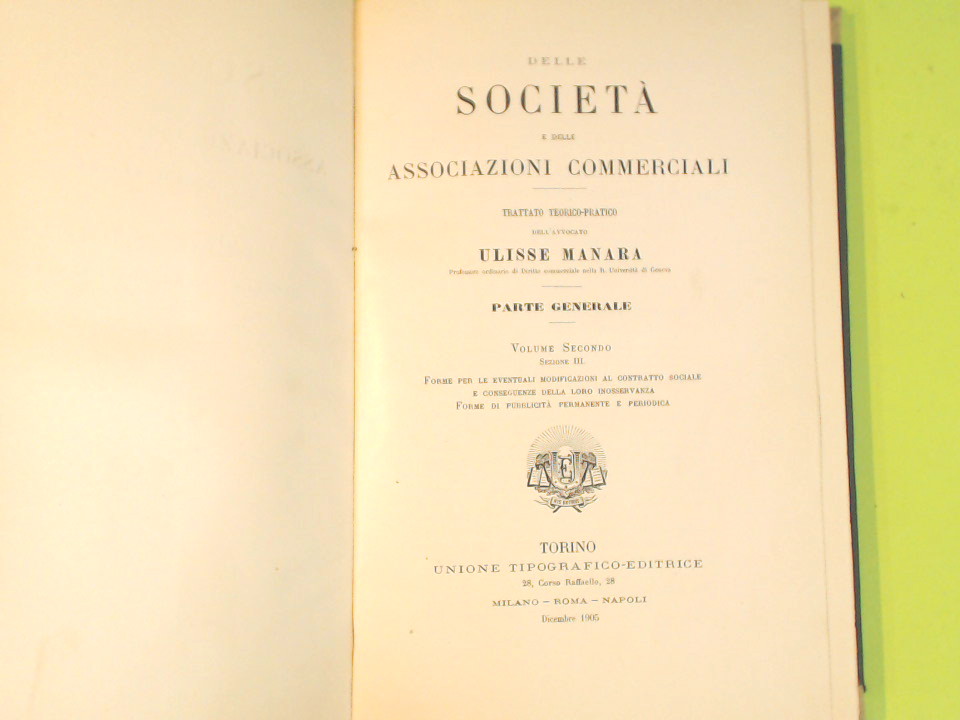 DELLE
SOCIETÀ
E DELLE
ASSOCIAZIONI COMMERCIALI
TRATTATO TEORICO-PRATICO
DELL'AVVOCATO
ULISSE MANARA
Professore ordinario di Diritto commerciale nella R. Università di Genova
PARTE GENERALE
VOLUME SECONDO
SEZIONE III.
FORME PER LE EVENTUALI MODIFICAZIONI AL CONTRATTO SOCIALE
E CONSEGUENZE DELLA LORO INOSSERVANZA
FORME DI PUBBLICITÀ PERMANENTE E PERIODICA
TORINO
UNIONE TIPOGRAFICO-EDITRICE
28, Corso Raffaello, 28
MILANO – ROMA – NAPOLI
Dicembre 1905